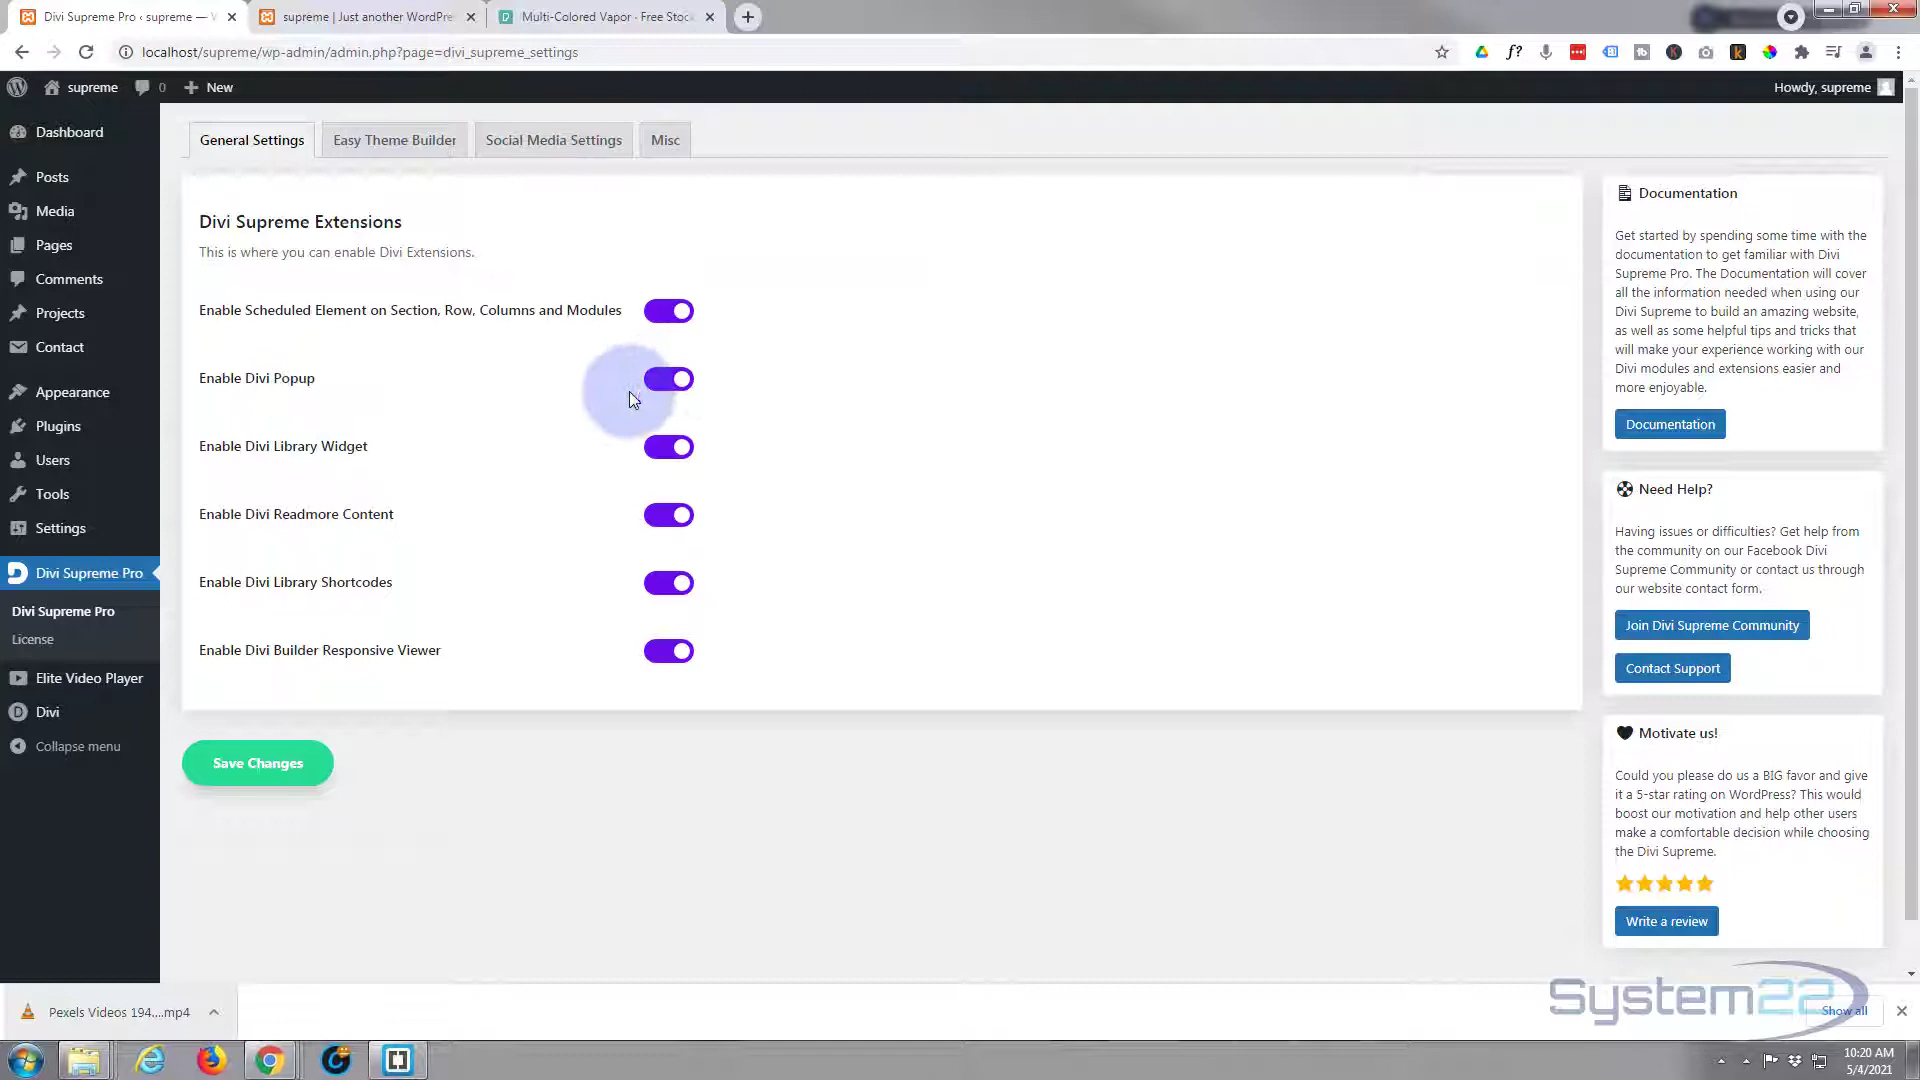 Divi Supreme Pro ‹ supreme — W
supreme | Just another WordPre
Multi-Colored Vapor · Free Stoc
localhost/supreme/wp-admin/admin.php?page=divi_supreme_settings
supreme
0
New
Howdy, supreme
Dashboard
Posts
Media
Pages
Comments
Projects
Contact
Appearance
Plugins
Users
Tools
Settings
Divi Supreme Pro
Divi Supreme Pro
License
Elite Video Player
Divi
Collapse menu
General Settings
Easy Theme Builder
Social Media Settings
Misc
Divi Supreme Extensions
This is where you can enable Divi Extensions.
Enable Scheduled Element on Section, Row, Columns and Modules
Enable Divi Popup
Enable Divi Library Widget
Enable Divi Readmore Content
Enable Divi Library Shortcodes
Enable Divi Builder Responsive Viewer
Save Changes
Documentation
Get started by spending some time with the
documentation to get familiar with Divi
Supreme Pro. The Documentation will cover
all the information needed when using our
Divi Supreme to build an amazing website,
as well as some helpful tips and tricks that
will make your experience working with our
Divi modules and extensions easier and
more enjoyable.
Documentation
Need Help?
Having issues or difficulties? Get help from
the community on our Facebook Divi
Supreme Community or contact us through
our website contact form.
Join Divi Supreme Community
Contact Support
Motivate us!
Could you please do us a BIG favor and give
it a 5-star rating on WordPress? This would
boost our motivation and help other users
make a comfortable decision while choosing
the Divi Supreme.
Write a review
Pexels Videos 194....mp4
System22
Show all
10:20 AM
5/4/2021